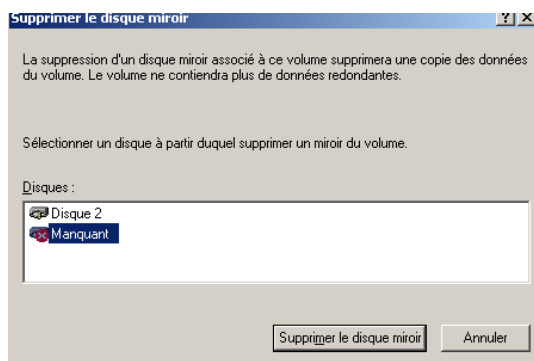 Supprimer le disque miroir
La suppression d'un disque miroir associé à ce volume supprimera une copie des données
du volume. Le volume ne contiendra plus de données redondantes.
Sélectionner un disque à partir duquel supprimer un miroir du volume.
Disques :
Disque 2
Manquant
Supprimer le disque miroir Annuler